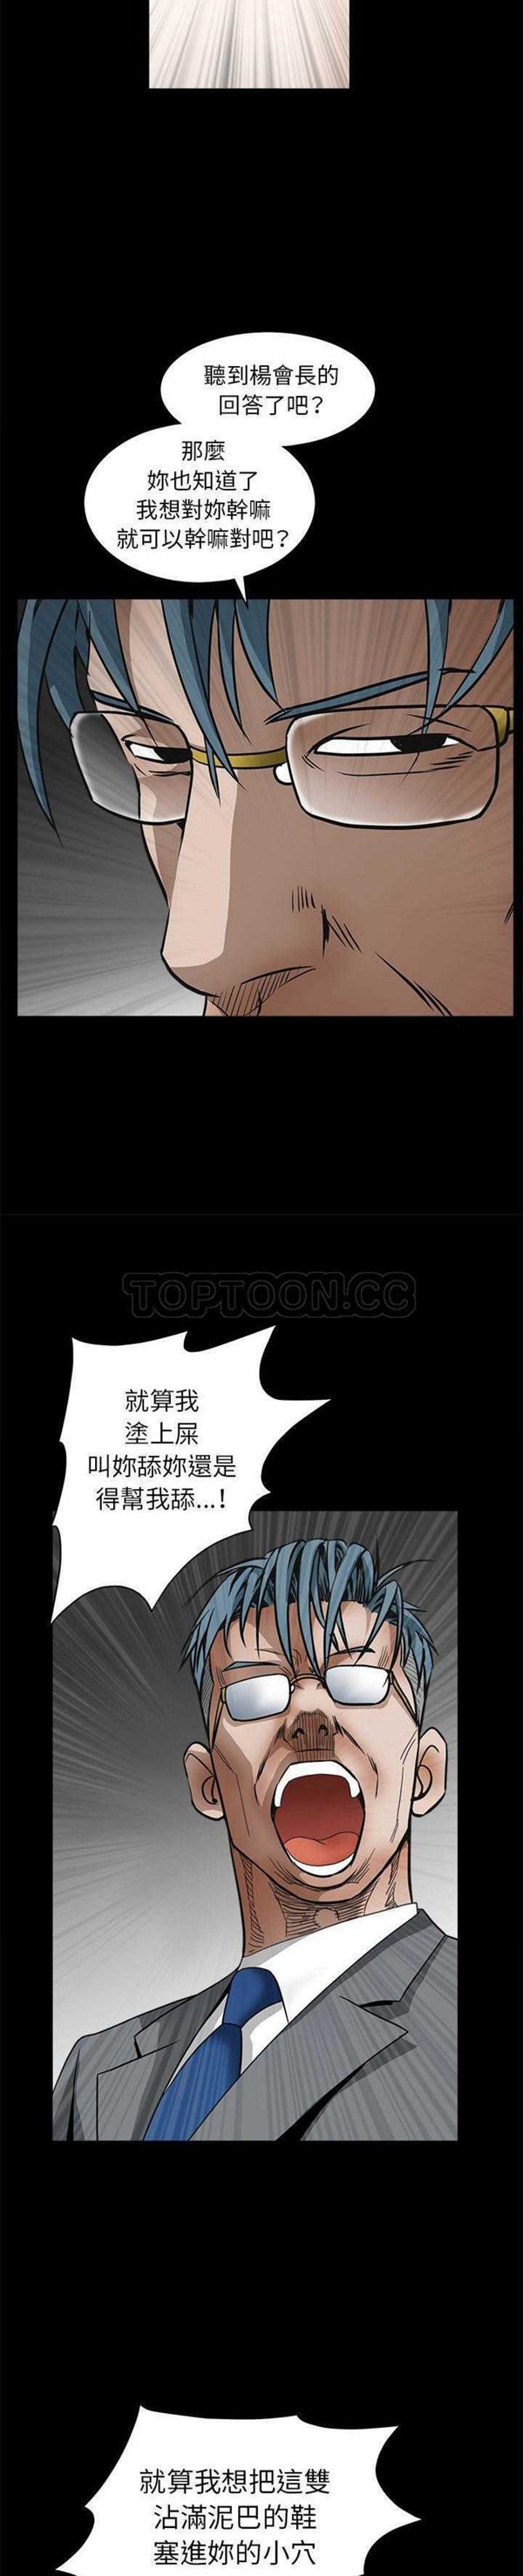 聽到楊會長的
回答了吧？
那麼
妳也知道了
我想對妳幹嘛
就可以幹嘛對吧？
TOPTOON.CC
就算我
塗上屎
叫妳舔妳還是
得幫我舔...！
就算我想把這雙
沾滿泥巴的鞋
塞進妳的小穴